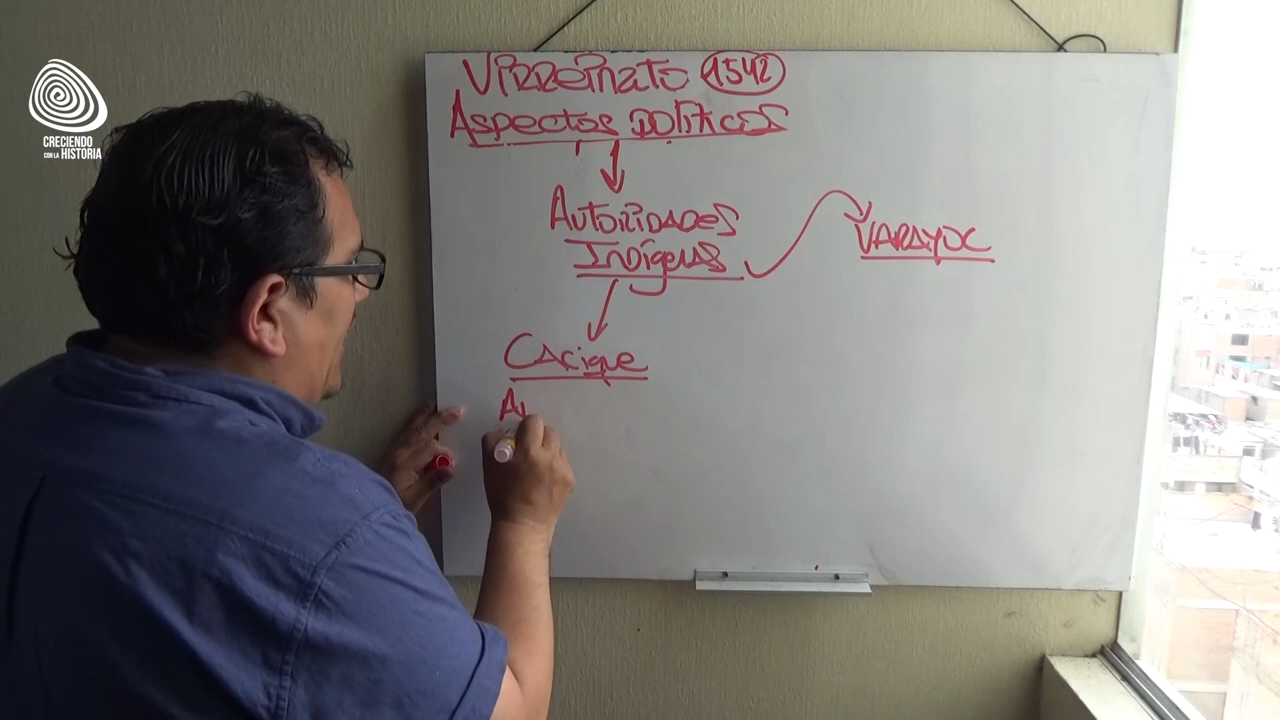 CRECIENDO
CON LA HISTORIA
Virreinato 1542
Aspectos políticos
Autoridades
Indígenas
Varayoc
Cacique